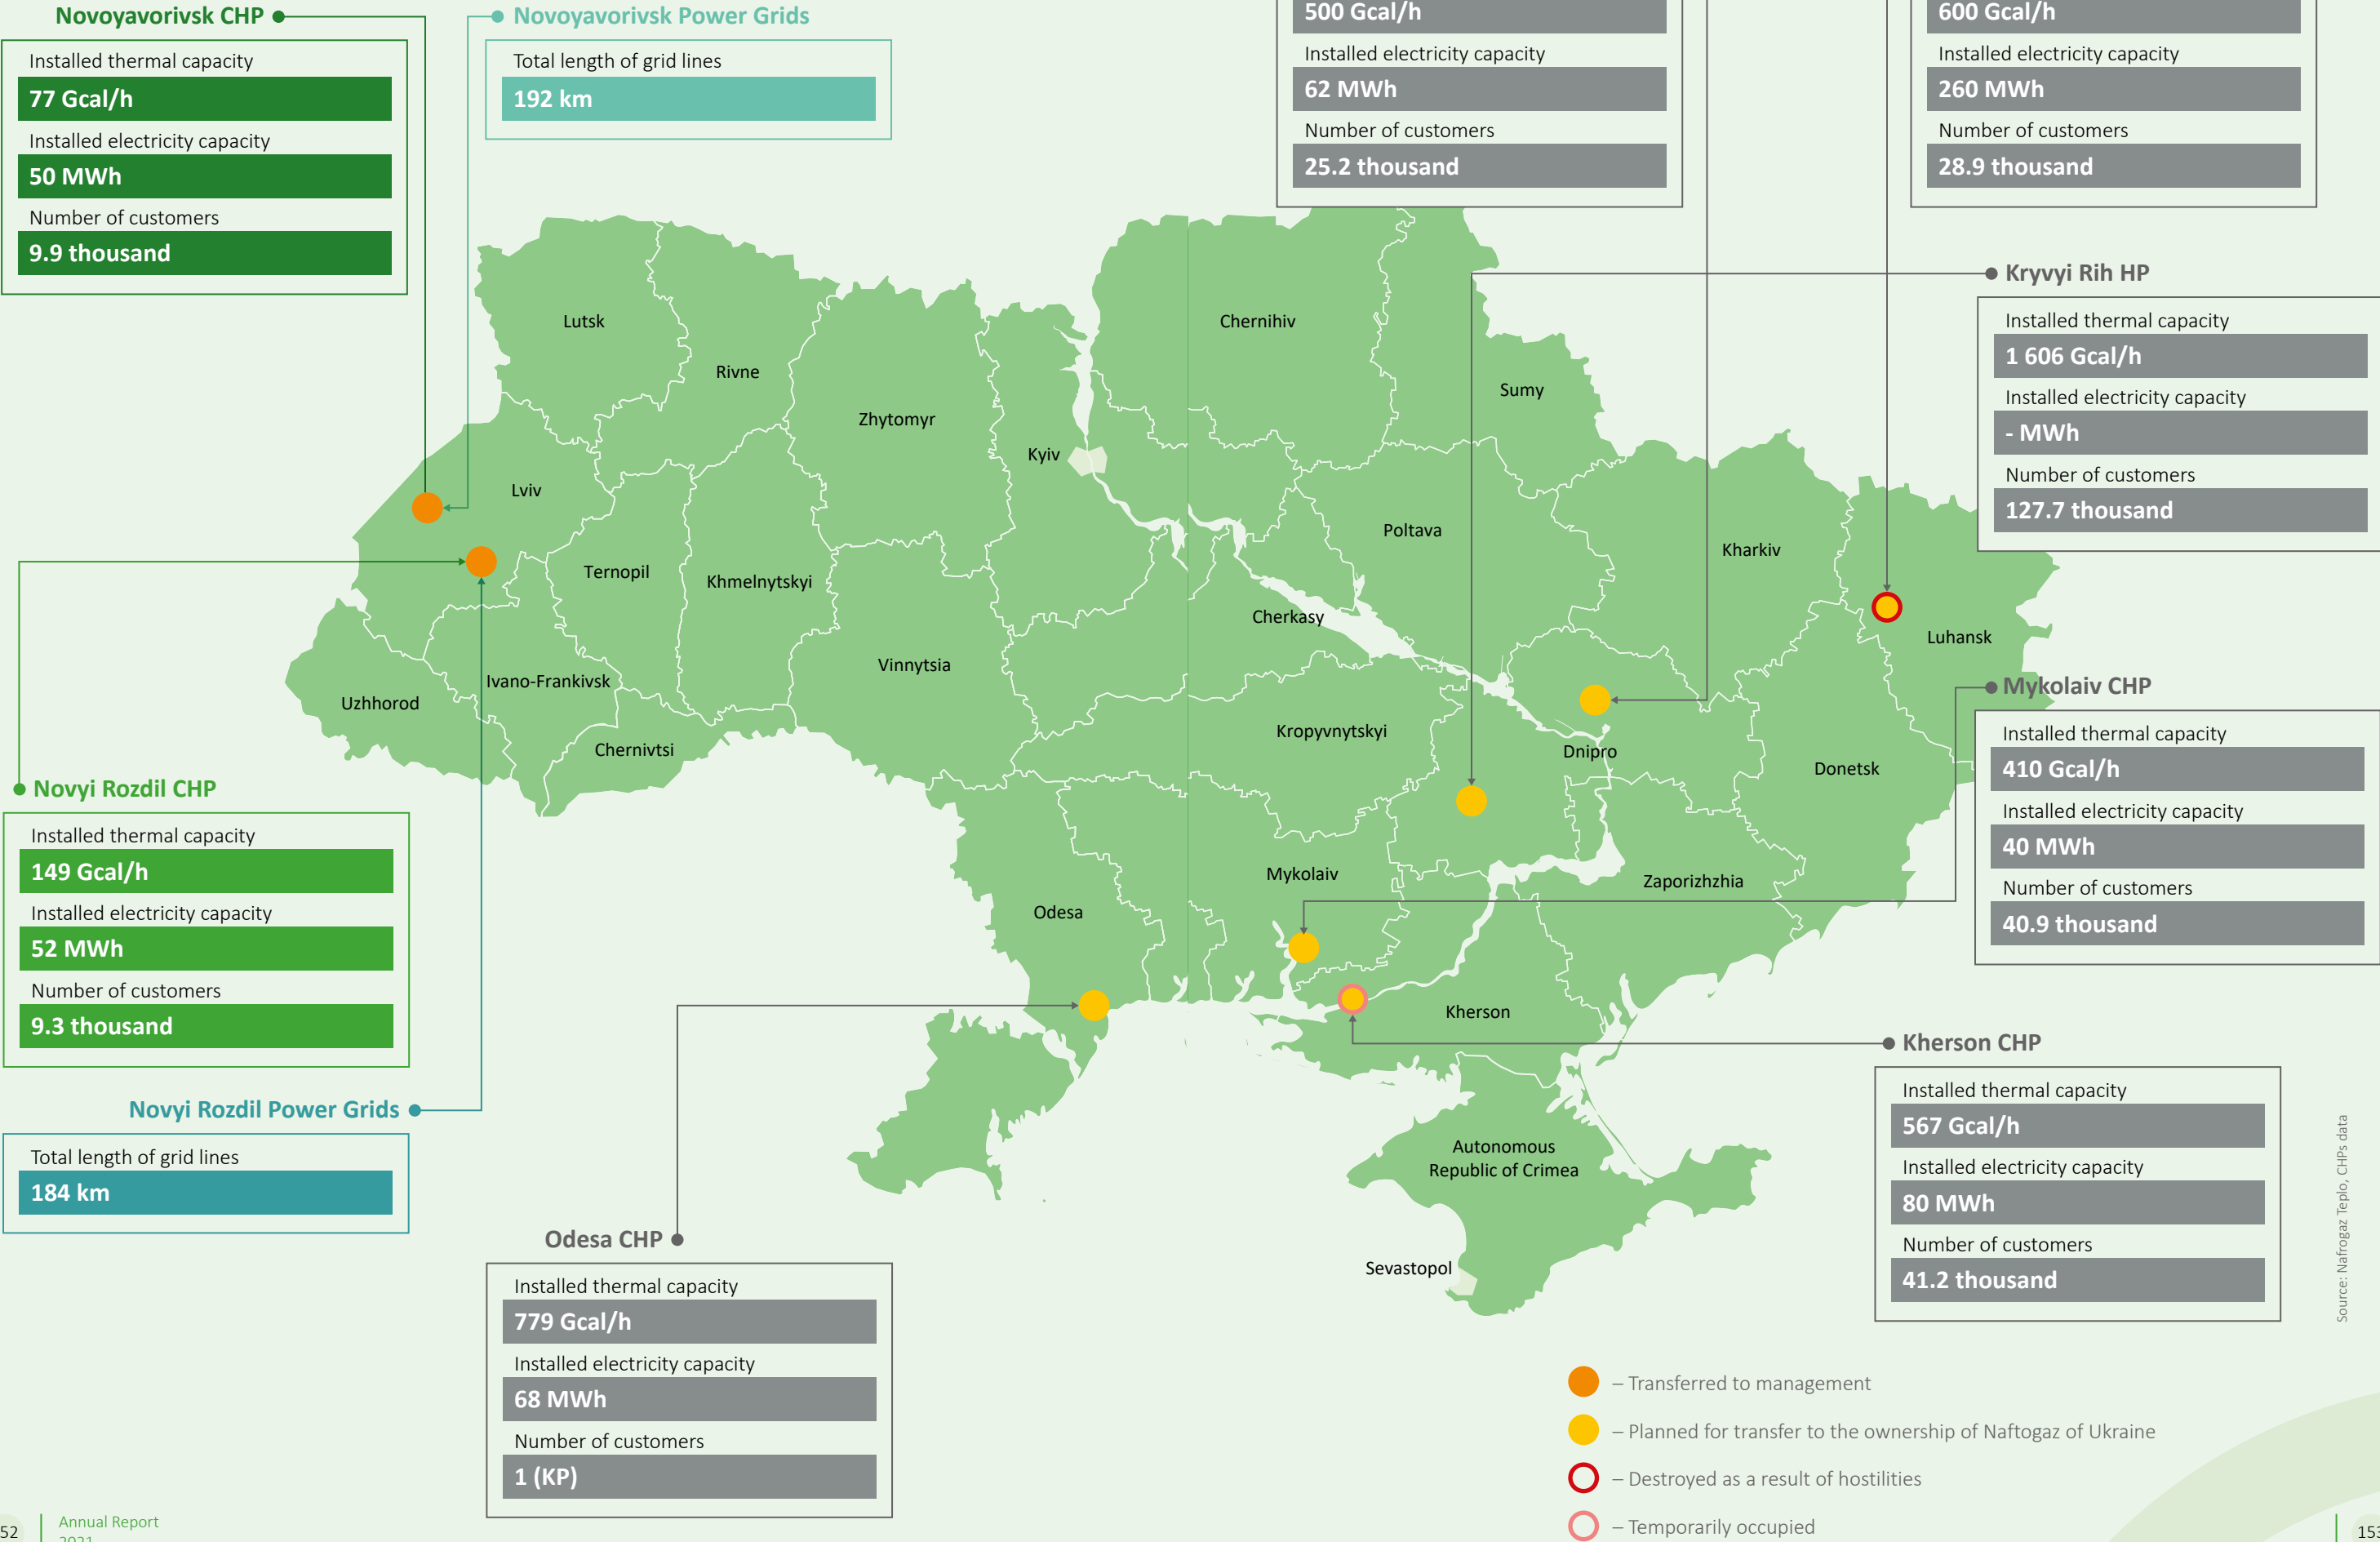 Novoyavorivsk CHP
Installed thermal capacity
77 Gcal/h
Installed electricity capacity
50 MWh
Number of customers
9.9 thousand
Novoyavorivsk Power Grids
Total length of grid lines
192 km
500 Gcal/h
Installed electricity capacity
62 MWh
Number of customers
25.2 thousand
600 Gcal/h
Installed electricity capacity
260 MWh
Number of customers
28.9 thousand
Kryvyi Rih HP
Installed thermal capacity
1 606 Gcal/h
Installed electricity capacity
- MWh
Number of customers
127.7 thousand
Lutsk
Rivne
Zhytomyr
Kyiv
Chernihiv
Sumy
Lviv
Ternopil
Khmelnytskyi
Poltava
Kharkiv
Cherkasy
Luhansk
Vinnytsia
Ivano-Frankivsk
Uzhhorod
Chernivtsi
Kropyvnytskyi
Dnipro
Donetsk
Mykolaiv
Zaporizhzhia
Odesa
Kherson
Autonomous
Republic of Crimea
Sevastopol
Mykolaiv CHP
Installed thermal capacity
410 Gcal/h
Installed electricity capacity
40 MWh
Number of customers
40.9 thousand
Novyi Rozdil CHP
Installed thermal capacity
149 Gcal/h
Installed electricity capacity
52 MWh
Number of customers
9.3 thousand
Novyi Rozdil Power Grids
Total length of grid lines
184 km
Odesa CHP
Installed thermal capacity
779 Gcal/h
Installed electricity capacity
68 MWh
Number of customers
1 (KP)
Kherson CHP
Installed thermal capacity
567 Gcal/h
Installed electricity capacity
80 MWh
Number of customers
41.2 thousand
Source: Nafrogaz Teplo, CHPs data
– Transferred to management
– Planned for transfer to the ownership of Naftogaz of Ukraine
– Destroyed as a result of hostilities
– Temporarily occupied
52
Annual Report
2021
153